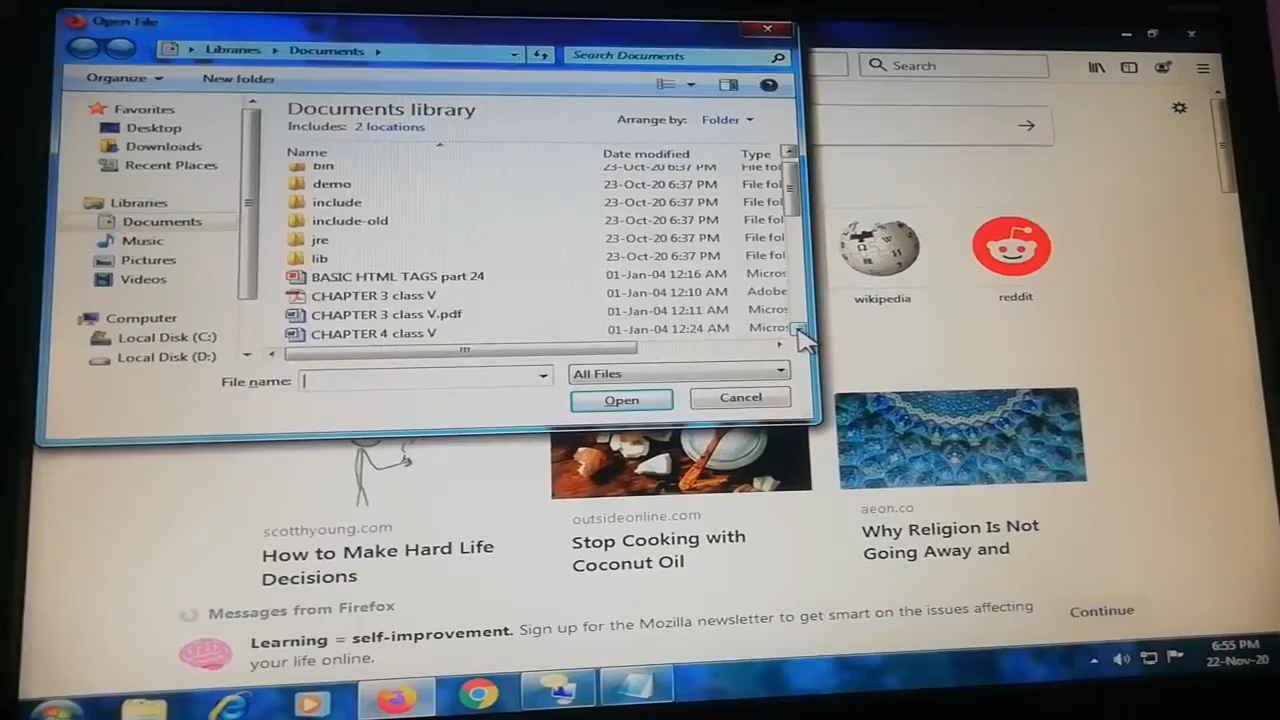 Open File
Libraries
Documents
Search Documents
Organize
New folder
Favorites
Desktop
Downloads
Recent Places
Libraries
Documents
Music
Pictures
Videos
Computer
Local Disk (C:)
Local Disk (D:)
Documents library
Includes: 2 locations
Arrange by: Folder
Name Date modified Type
bin 23-Oct-20 6:37 PM File fol
demo 23-Oct-20 6:37 PM File fol
include 23-Oct-20 6:37 PM File fol
include-old 23-Oct-20 6:37 PM File fol
jre 23-Oct-20 6:37 PM File fol
lib 23-Oct-20 6:37 PM File fol
BASIC HTML TAGS part 24 01-Jan-04 12:16 AM Micros
CHAPTER 3 class V 01-Jan-04 12:10 AM Adobe
CHAPTER 3 class V.pdf 01-Jan-04 12:11 AM Micros
CHAPTER 4 class V 01-Jan-04 12:24 AM Micros
File name:
All Files
Open
Cancel
Search
wikipedia
reddit
scotthyoung.com
How to Make Hard Life
Decisions
outsideonline.com
Stop Cooking with
Coconut Oil
aeon.co
Why Religion Is Not
Going Away and
Messages from Firefox
Learning = self-improvement. Sign up for the Mozilla newsletter to get smart on the issues affecting
your life online.
Continue
6:55 PM
22-Nov-20